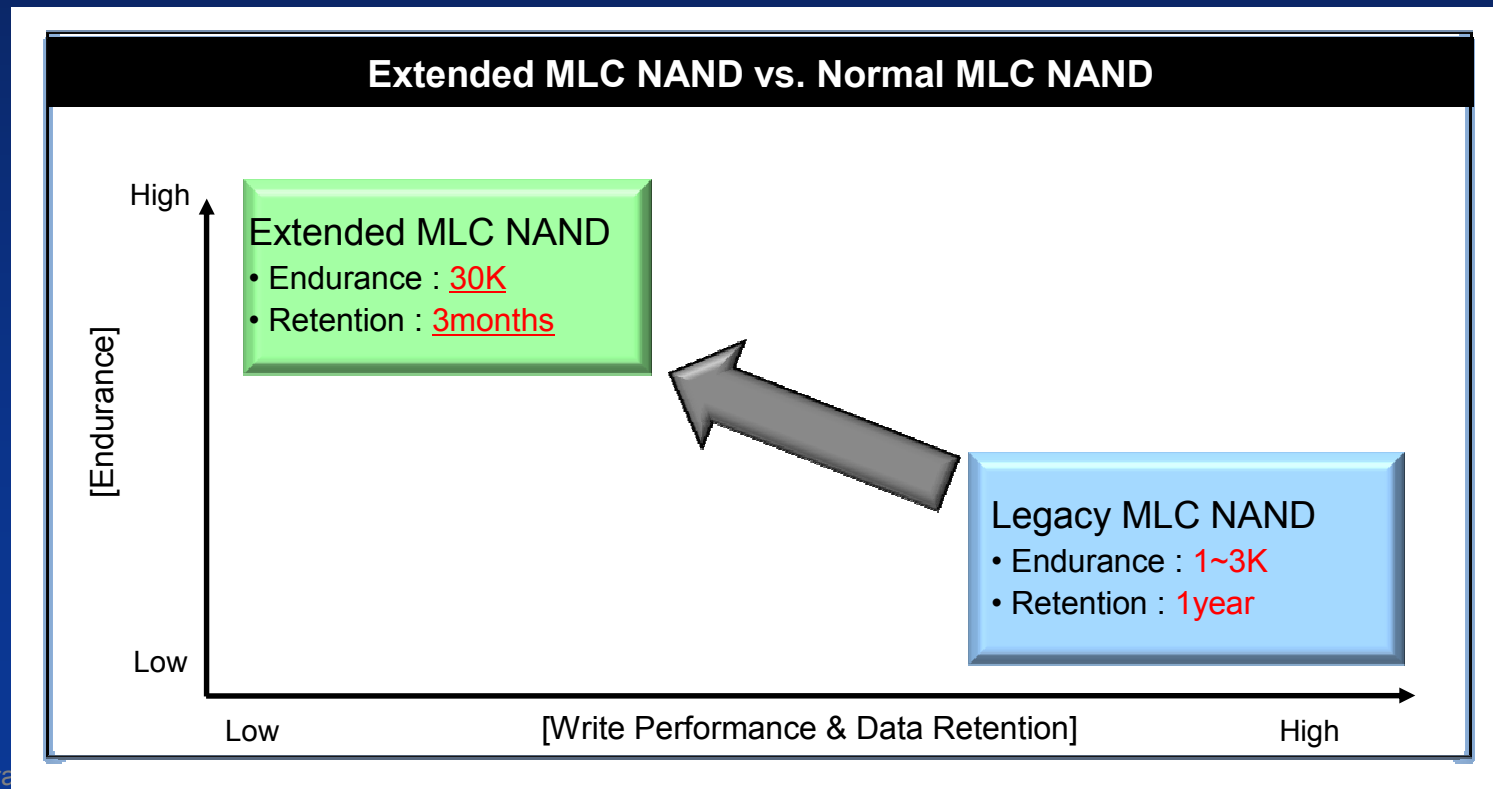 Extended MLC NAND vs. Normal MLC NAND
High
Extended MLC NAND
• Endurance : 30K
• Retention : 3months
[Endurance]
Legacy MLC NAND
• Endurance : 1~3K
• Retention : 1year
Low
Low
[Write Performance & Data Retention]
High